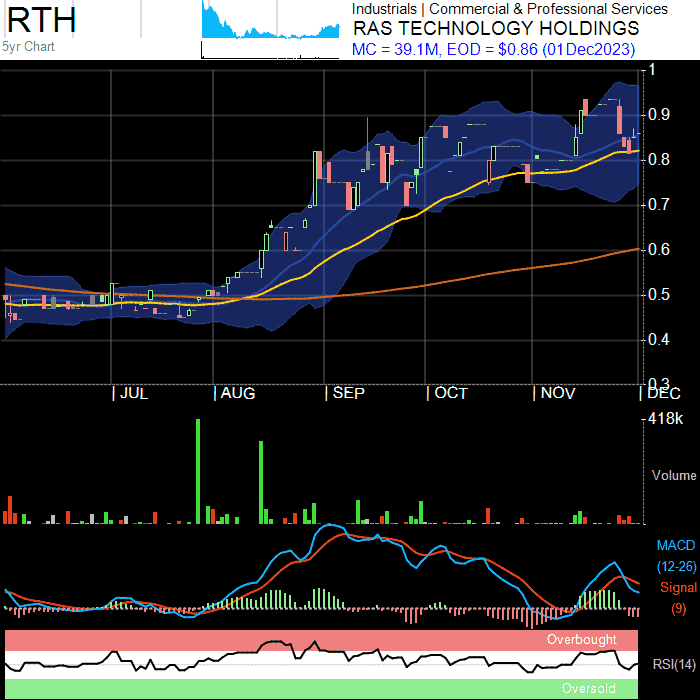 RTH
5yr Chart
Industrials | Commercial & Professional Services
RAS TECHNOLOGY HOLDINGS
MC = 39.1M, EOD = $0.86 (01Dec2023)
1
0.9
0.8
0.7
0.6
0.5
0.4
0.3
JUL
AUG
SEP
OCT
NOV
DEC
418k
Volume
MACD
(12-26)
Signal
(9)
Overbought
RSI(14)
Oversold